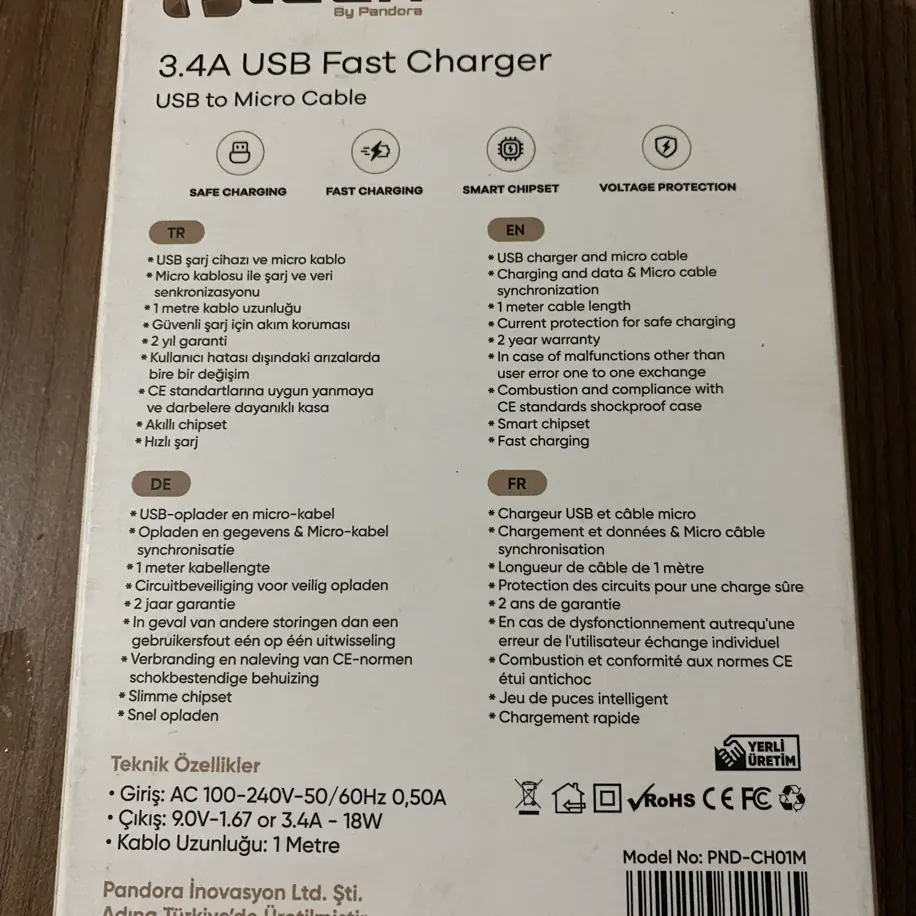 By Pandora
3.4A USB Fast Charger
USB to Micro Cable
SAFE CHARGING
FAST CHARGING
SMART CHIPSET
VOLTAGE PROTECTION
TR
* USB şarj cihazı ve micro kablo
* Micro kablosu ile şarj ve veri
senkronizasyonu
* 1 metre kablo uzunluğu
* Güvenli şarj için akım koruması
* 2 yıl garanti
* Kullanıcı hatası dışındaki arızalarda
bire bir değişim
* CE standartlarına uygun yanmaya
ve darbelere dayanıklı kasa
* Akıllı chipset
* Hızlı şarj
EN
* USB charger and micro cable
* Charging and data & Micro cable
synchronization
* 1 meter cable length
* Current protection for safe charging
* 2 year warranty
* In case of malfunctions other than
user error one to one exchange
* Combustion and compliance with
CE standards shockproof case
* Smart chipset
* Fast charging
DE
* USB-oplader en micro-kabel
* Opladen en gegevens & Micro-kabel
synchronisatie
* 1 meter kabellengte
* Circuitbeveiliging voor veilig opladen
* 2 jaar garantie
* In geval van andere storingen dan een
gebruikersfout eén op één uitwisseling
* Verbranding en naleving van CE-normen
schokbestendige behuizing
* Slimme chipset
* Snel opladen
FR
* Chargeur USB et câble micro
* Chargement et données & Micro câble
synchronisation
* Longueur de câble de 1 mètre
* Protection des circuits pour une charge sûre
* 2 ans de garantie
* En cas de dysfonctionnement autrequ'une
erreur de l'utilisateur échange individuel
* Combustion et conformité aux normes CE
étui antichoc
* Jeu de puces intelligent
* Chargement rapide
YERLİ
ÜRETİM
Teknik Özellikler
• Giriş: AC 100-240V-50/60Hz 0,50A
• Çıkış: 9.0V-1.67 or 3.4A - 18W
• Kablo Uzunluğu: 1 Metre
RoHS CE FC
Model No: PND-CH01M
Pandora İnovasyon Ltd. Şti.
Adına Türkiye'de Üretilmiştir